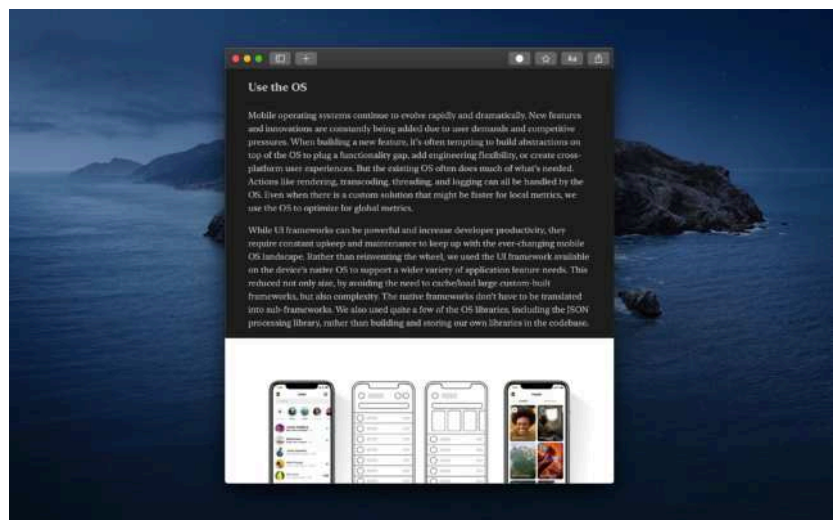 Aa
Use the OS
Mobile operating systems continue to evolve rapidly and dramatically. New features
and innovations are constantly being added due to user demands and competitive
pressures. When building a new feature, it's often tempting to build abstractions on
top of the OS to plug a functionality gap, add engineering flexibility, or create cross-
platform user experiences. But the existing OS often does much of what's needed.
Actions like rendering, transcoding, threading, and logging can all be handled by the
OS. Even when there is a custom solution that might be faster for local metrics, we
use the OS to optimize for global metrics.
While UI frameworks can be powerful and increase developer productivity, they
require constant upkeep and maintenance to keep up with the ever-changing mobile
OS landscape. Rather than reinventing the wheel, we used the UI framework available
on the device's native OS to support a wider variety of application feature needs. This
reduced not only size, by avoiding the need to cache/load large custom-built
frameworks, but also complexity. The native frameworks don't have to be translated
into sub-frameworks. We also used quite a few of the OS libraries, including the JSON
processing library, rather than building and storing our own libraries in the codebase.